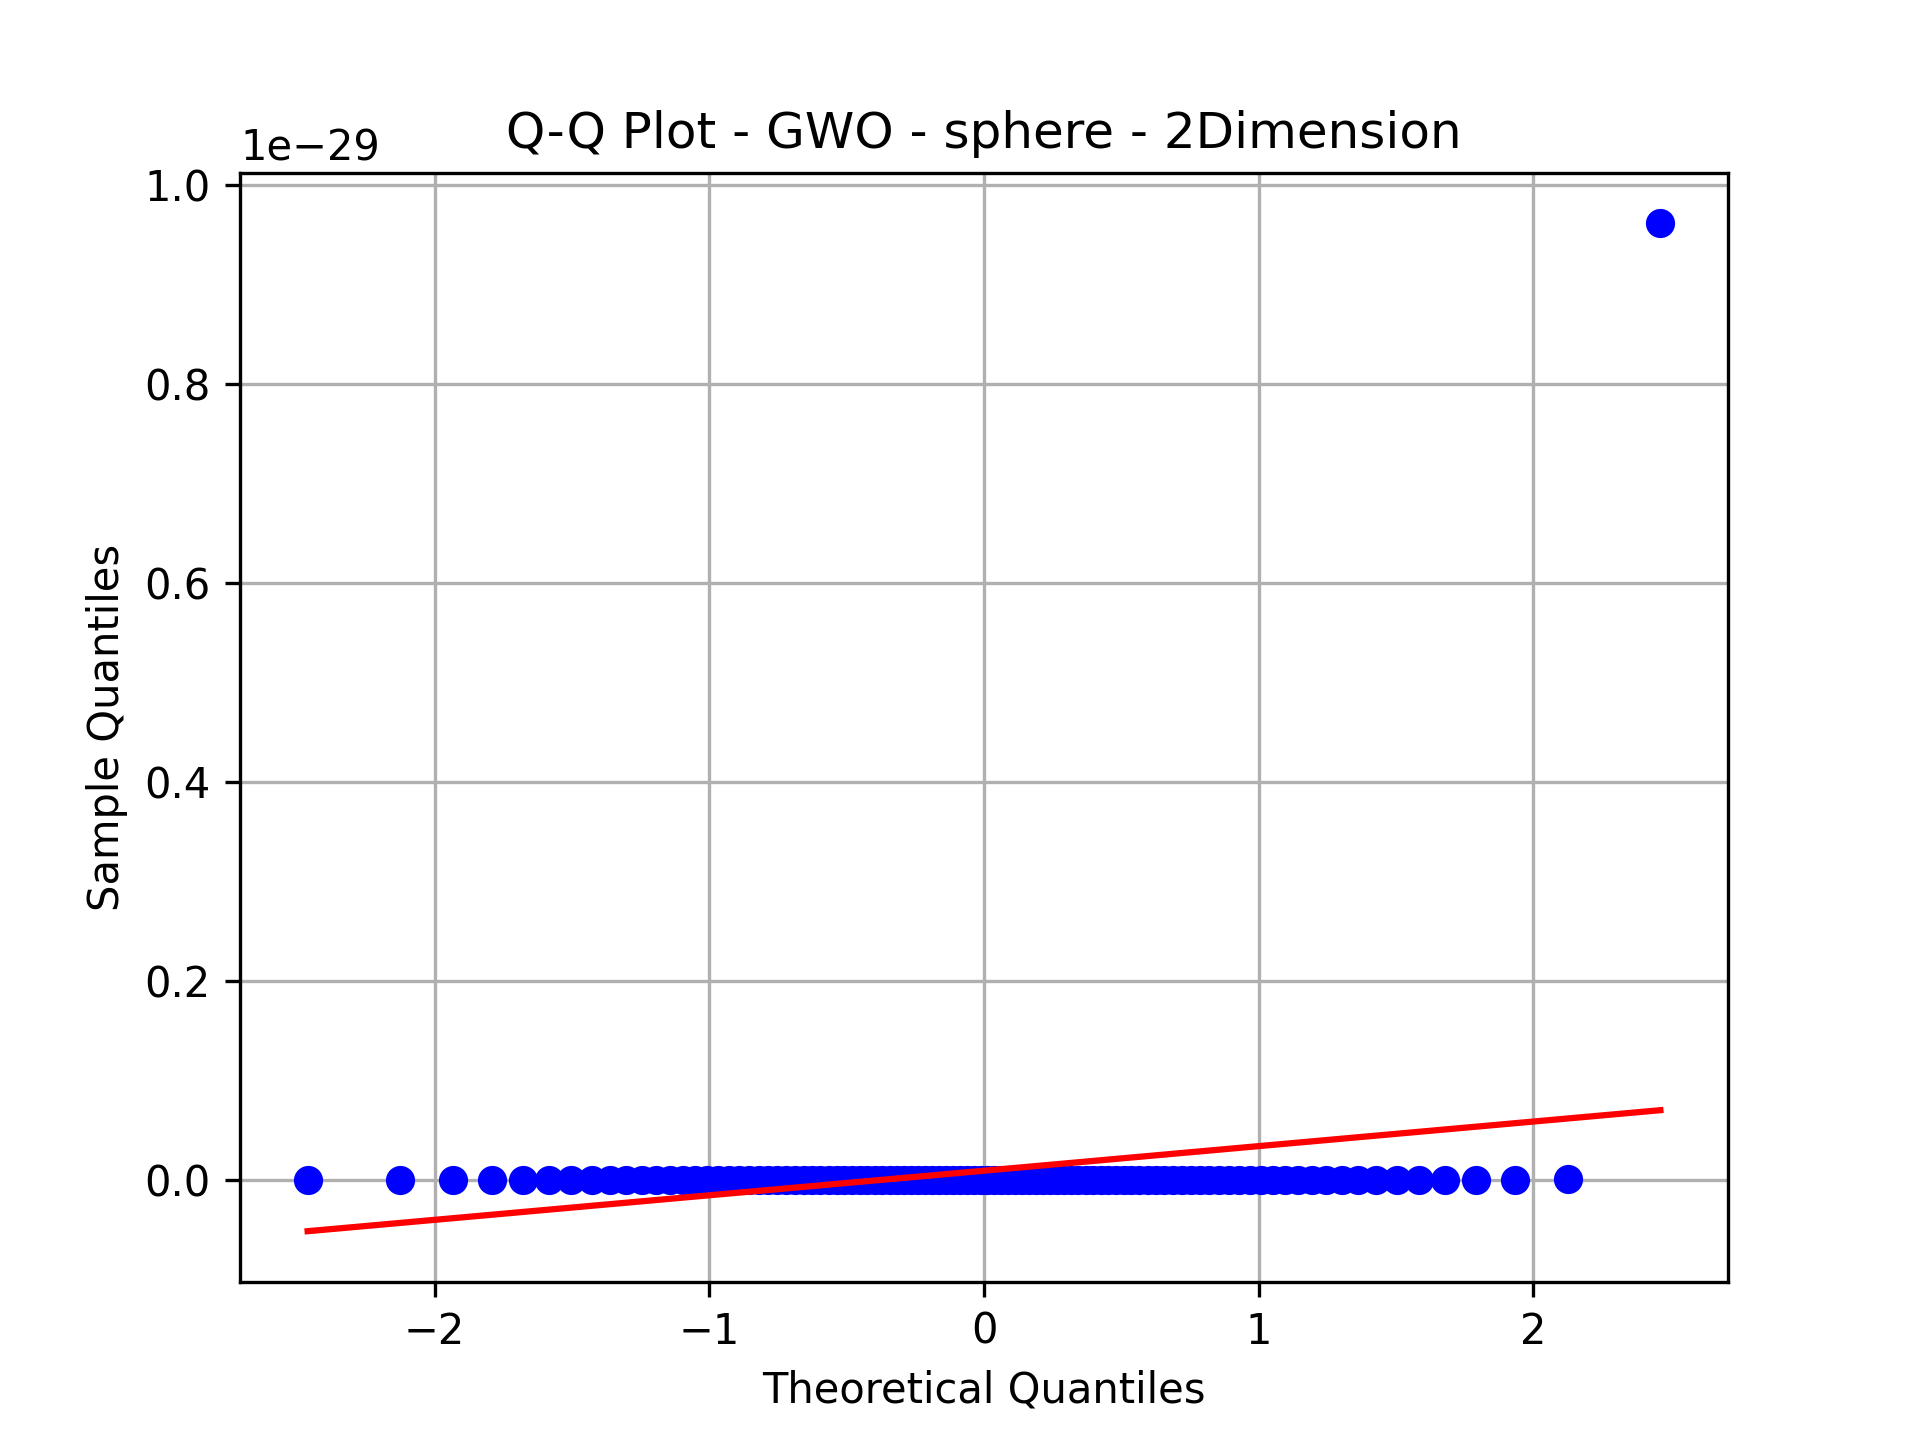 Q-Q Plot - GWO - sphere - 2Dimension
1e−29
1.0
0.8
0.6
0.4
0.2
0.0
Sample Quantiles
−2
−1
0
1
2
Theoretical Quantiles